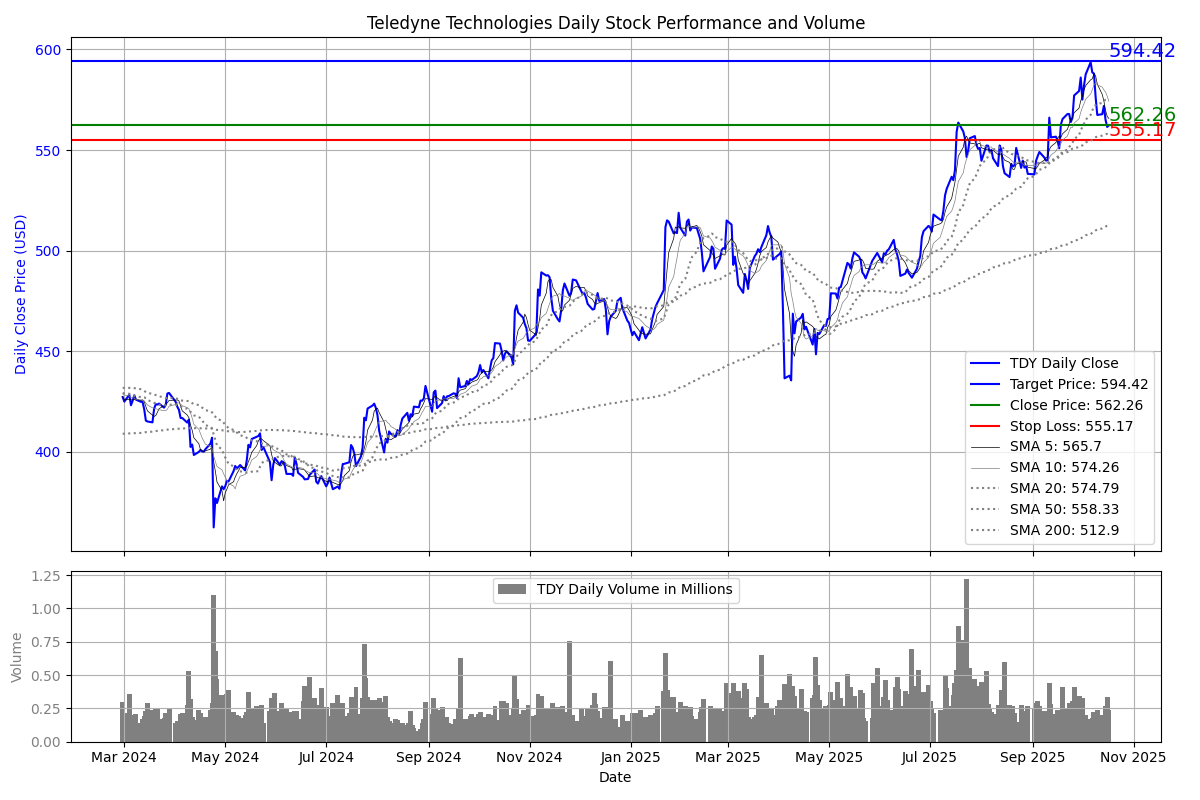 Teledyne Technologies Daily Stock Performance and Volume
600
594.42
562.26
555.17
550
500
450
400
Daily Close Price (USD)
TDY Daily Close
Target Price: 594.42
Close Price: 562.26
Stop Loss: 555.17
SMA 5: 565.7
SMA 10: 574.26
SMA 20: 574.79
SMA 50: 558.33
SMA 200: 512.9
1.25
1.00
0.75
0.50
0.25
0.00
Volume
TDY Daily Volume in Millions
Mar 2024 May 2024 Jul 2024 Sep 2024 Nov 2024 Jan 2025 Mar 2025 May 2025 Jul 2025 Sep 2025 Nov 2025
Date